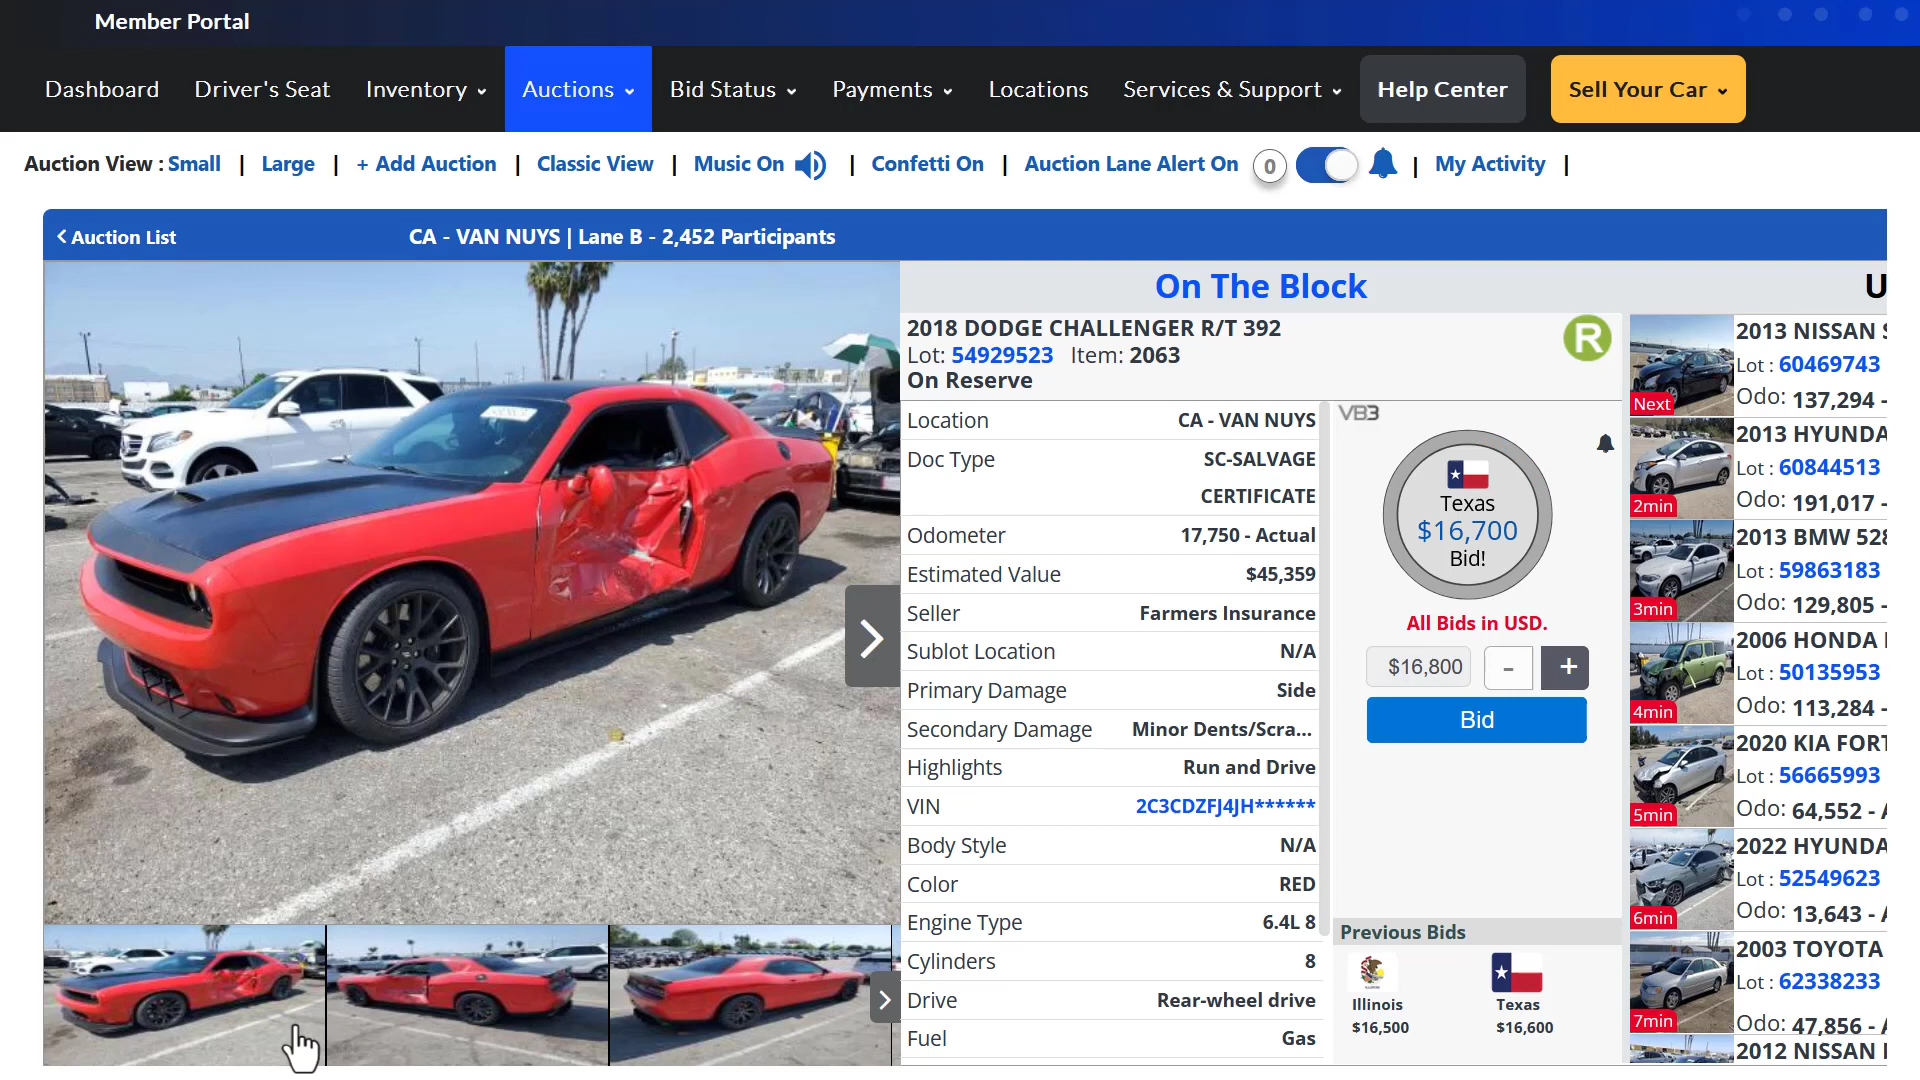 Member Portal
Dashboard Driver's Seat Inventory Auctions Bid Status Payments Locations Services & Support Help Center Sell Your Car
Auction View : Small | Large | + Add Auction | Classic View | Music On | Confetti On | Auction Lane Alert On 0 | My Activity |
Auction List
CA - VAN NUYS | Lane B - 2,452 Participants
On The Block
U
2018 DODGE CHALLENGER R/T 392
Lot: 54929523 Item: 2063
On Reserve
R
Location CA - VAN NUYS
Doc Type SC-SALVAGE
CERTIFICATE
Odometer 17,750 - Actual
Estimated Value $45,359
Seller Farmers Insurance
Sublot Location N/A
Primary Damage Side
Secondary Damage Minor Dents/Scra...
Highlights Run and Drive
VIN 2C3CDZFJ4JH******
Body Style N/A
Color RED
Engine Type 6.4L 8
Cylinders 8
Drive Rear-wheel drive
Fuel Gas
VB3
Texas
$16,700
Bid!
All Bids in USD.
$16,800 - +
Bid
Previous Bids
Illinois
$16,500
Texas
$16,600
2013 NISSAN S
Lot : 60469743
Odo: 137,294 -
Next
2013 HYUNDA
Lot : 60844513
Odo: 191,017 -
2min
2013 BMW 528
Lot : 59863183
Odo: 129,805 -
3min
2006 HONDA
Lot : 50135953
Odo: 113,284 -
4min
2020 KIA FORT
Lot : 56665993
Odo: 64,552 - A
5min
2022 HYUNDA
Lot : 52549623
Odo: 13,643 - A
6min
2003 TOYOTA
Lot : 62338233
Odo: 47,856 - A
7min
2012 NISSAN